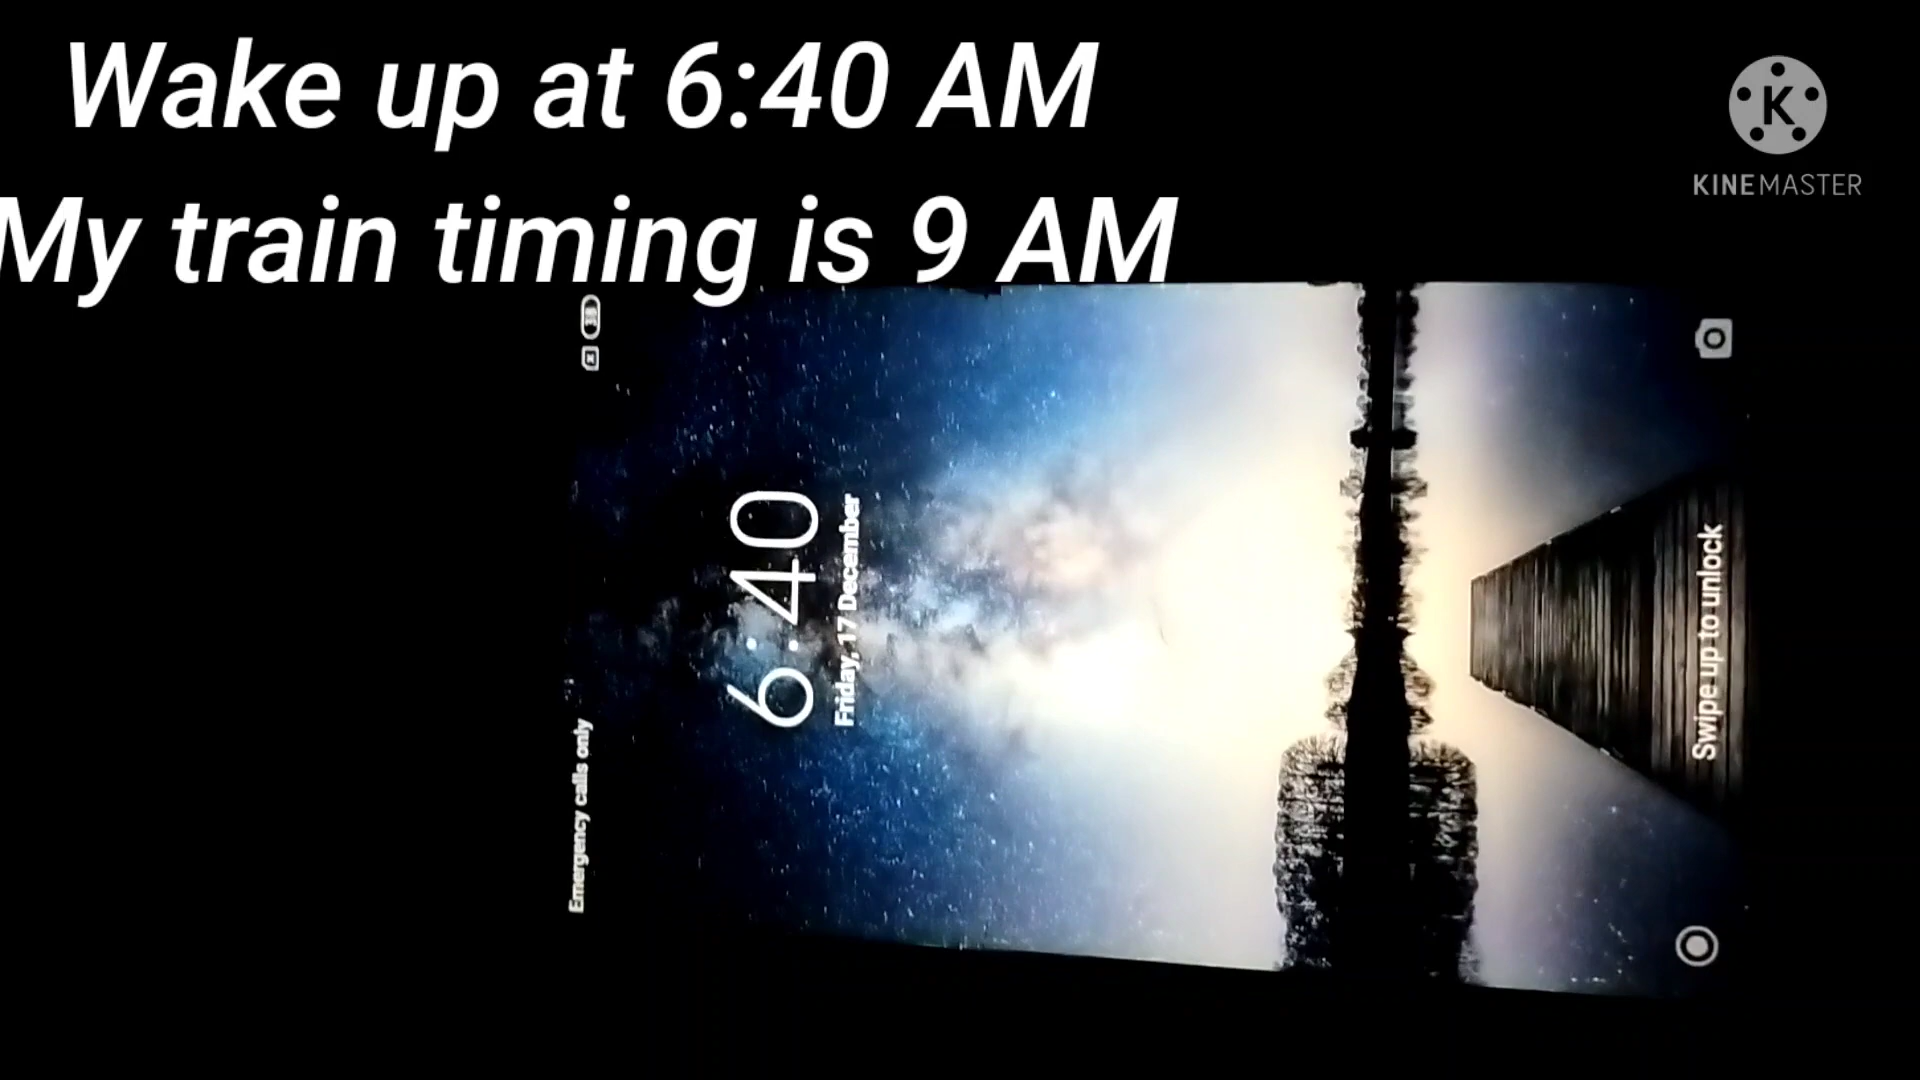 Wake up at 6:40 AM
My train timing is 9 AM
K
KINEMASTER
Emergency calls only
38
6:40
Friday, 17 December
Swipe up to unlock